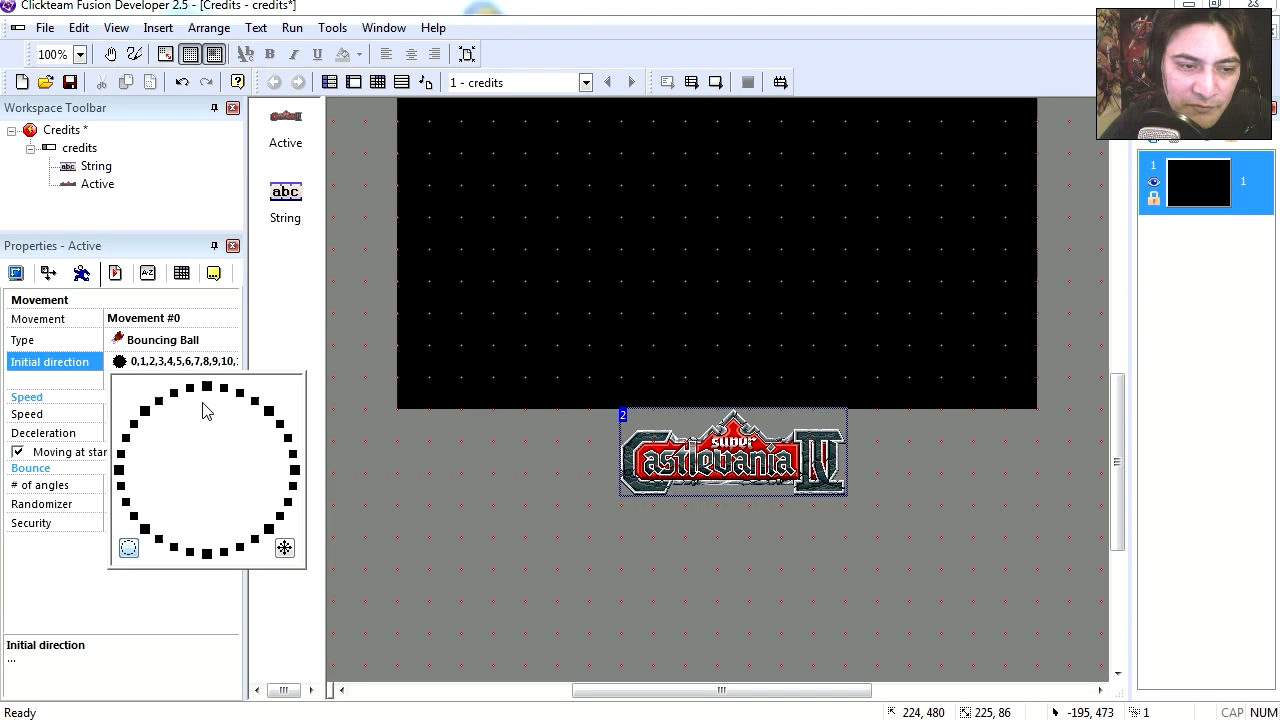 Clickteam Fusion Developer 2.5 - [Credits - credits*]
File Edit View Insert Arrange Text Run Tools Window Help
100%
B I U
1 - credits
Workspace Toolbar
Credits *
credits
abc String
Active
Properties - Active
A-Z
Movement
Movement Movement #0
Type Bouncing Ball
Initial direction 0,1,2,3,4,5,6,7,8,9,10,
Speed
Speed
Deceleration
Moving at star
Bounce
# of angles
Randomizer
Security
Initial direction
...
Active
abc
String
2
super
Castlevania IV
1
1
Ready 224, 480 225, 86 -195, 473 1 CAP NUM